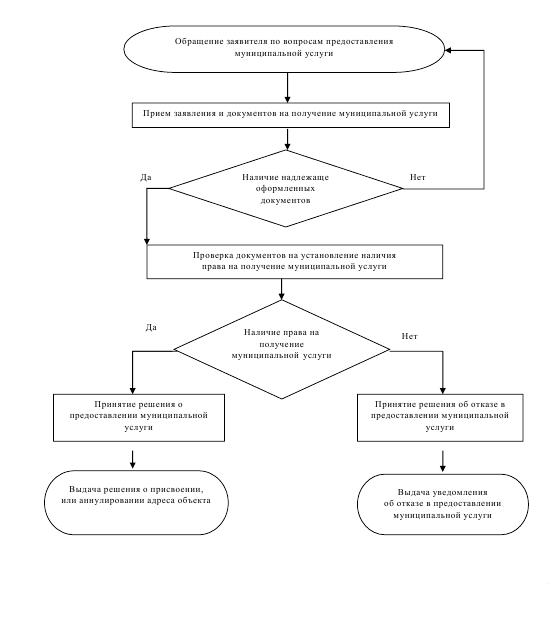 Обращение заявителя по вопросам предоставления
муниципальной услуги
Прием заявления и документов на получение муниципальной услуги
Да
Наличие надлежаще
оформленных
документов
Нет
Проверка документов на установление наличия
права на получение муниципальной услуги
Да
Наличие права на
получение
муниципальной услуги
Нет
Принятие решения о
предоставлении муниципальной
услуги
Принятие решения об отказе в
предоставлении муниципальной
услуги
Выдача решения о присвоении,
или аннулировании адреса объекта
Выдача уведомления
об отказе в предоставлении
муниципальной услуги